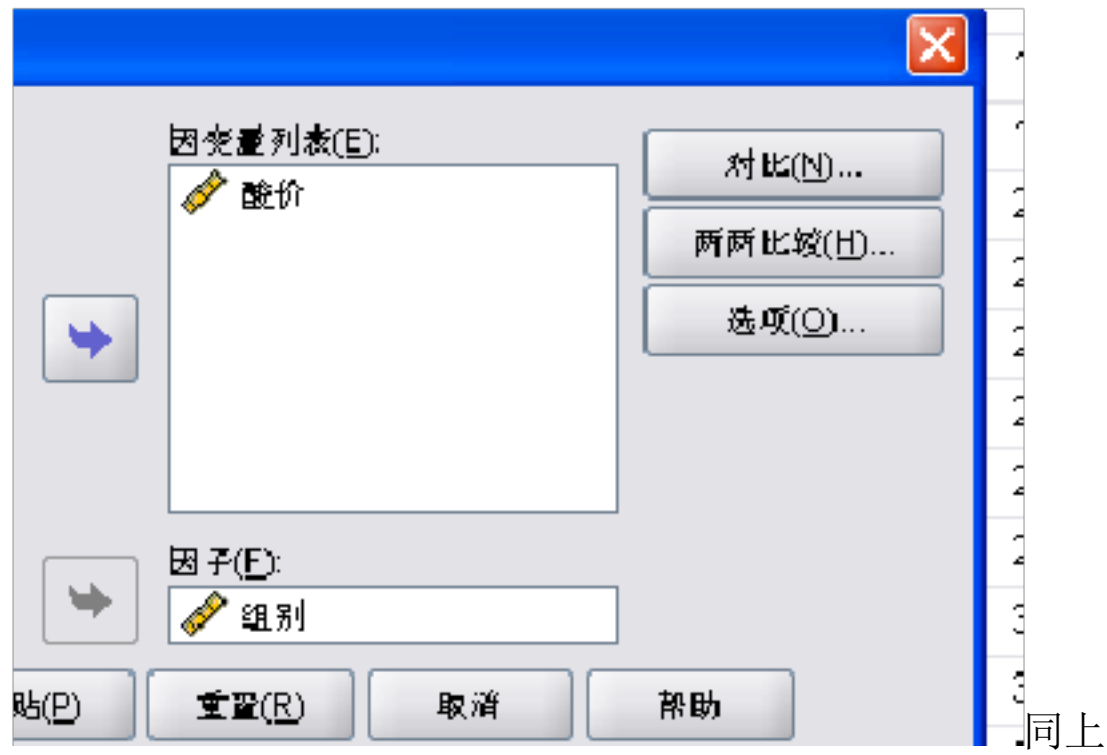 因变量列表(E):
酸价
对比(N)...
两两比较(H)...
选项(O)...
因子(F):
组别
贴(P)
重置(R)
取消
帮助
同上